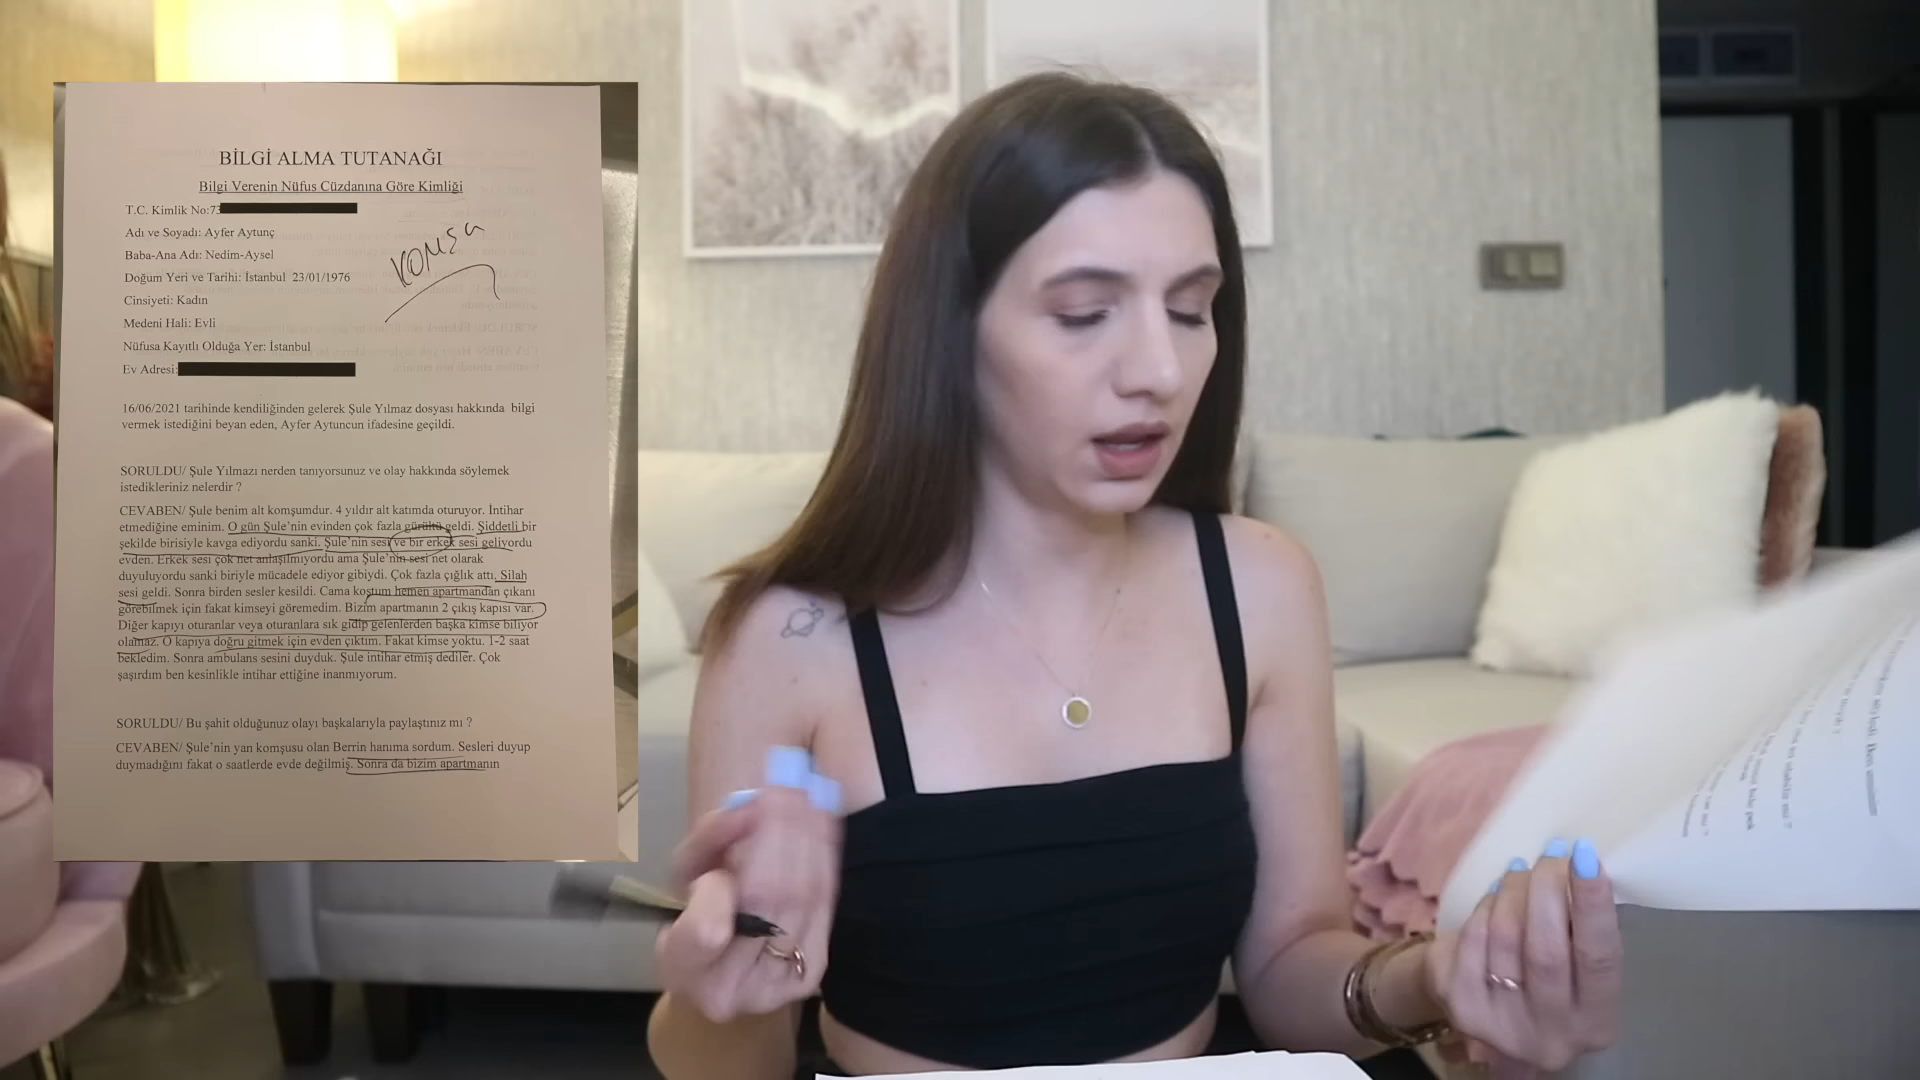 BİLGİ ALMA TUTANAĞI
Bilgi Verenin Nüfus Cüzdanına Göre Kimliği
T.C. Kimlik No:73
Adı ve Soyadı: Ayfer Aytunç
Baba-Ana Adı: Nedim-Aysel
Doğum Yeri ve Tarihi: İstanbul 23/01/1976
Cinsiyeti: Kadın
Medeni Hali: Evli
Nüfusa Kayıtlı Olduğa Yer: İstanbul
Ev Adresi:
KOMŞU
16/06/2021 tarihinde kendiliğinden gelerek Şule Yılmaz dosyası hakkında bilgi
vermek istediğini beyan eden, Ayfer Aytuncun ifadesine geçildi.
SORULDU/ Şule Yılmazı nerden tanıyorsunuz ve olay hakkında söylemek
istedikleriniz nelerdir ?
CEVABEN/ Şule benim alt komşumdur. 4 yıldır alt katımda oturuyor. İntihar
etmediğine eminim. O gün Şule’nin evinden çok fazla gürültü geldi. Şiddetli bir
şekilde birisiyle kavga ediyordu sanki. Şule’nin sesi ve bir erkek sesi geliyordu
evden. Erkek sesi çok net anlaşılmıyordu ama Şule’nin sesi net olarak
duyuluyordu sanki biriyle mücadele ediyor gibiydi. Çok fazla çığlık attı. Silah
sesi geldi. Sonra birden sesler kesildi. Cama koştum hemen apartmandan çıkanı
görebilmek için fakat kimseyi göremedim. Bizim apartmanın 2 çıkış kapısı var.
Diğer kapıyı oturanlar veya oturanlara sık gidip gelenlerden başka kimse biliyor
olamaz. O kapıya doğru gitmek için evden çıktım. Fakat kimse yoktu. 1-2 saat
bekledim. Sonra ambulans sesini duyduk. Şule intihar etmiş dediler. Çok
şaşırdım ben kesinlikle intihar ettiğine inanmıyorum.
SORULDU/ Bu şahit olduğunuz olayı başkalarıyla paylaştınız mı ?
CEVABEN/ Şule’nin yan komşusu olan Berrin hanıma sordum. Sesleri duyup
duymadığını fakat o saatlerde evde değilmiş. Sonra da bizim apartmanın